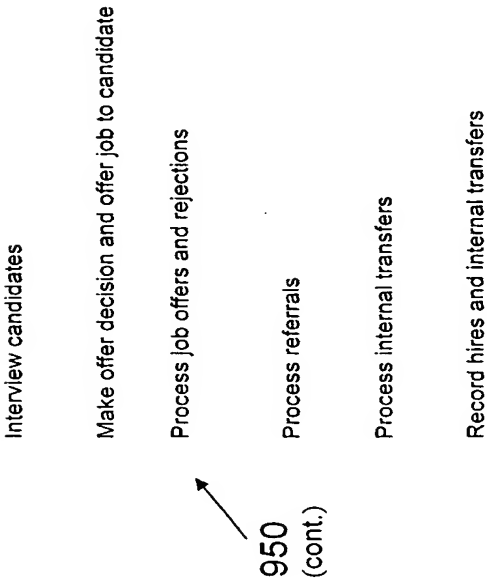 Interview candidates
Make offer decision and offer job to candidate
Process job offers and rejections
Process referrals
Process internal transfers
Record hires and internal transfers
950
(cont.)